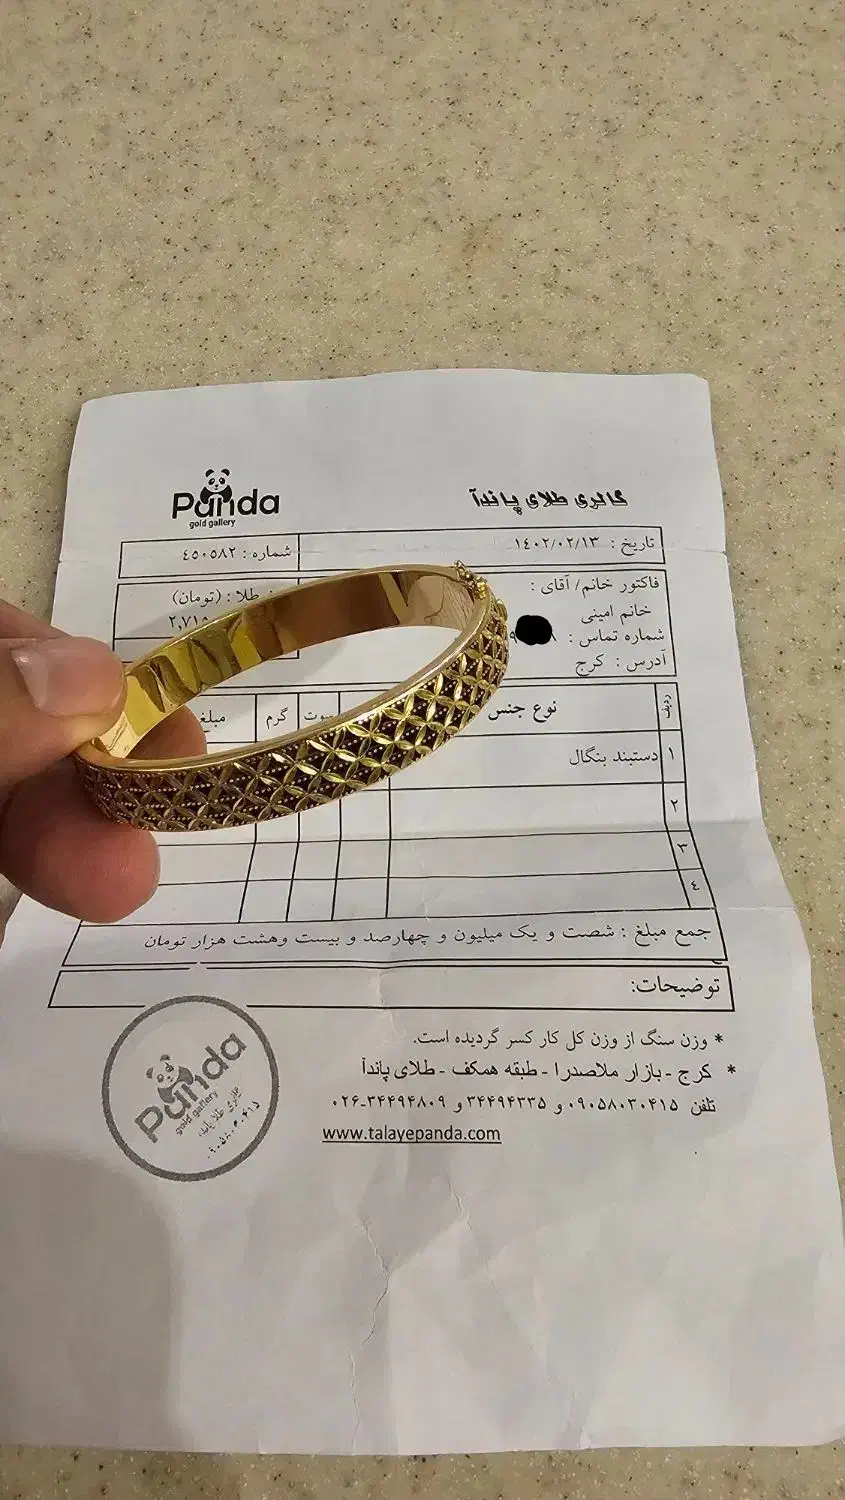 Panda
gold gallery
گالری طلای پاندآ
تاریخ : ۱۴۰۲/۰۲/۱۳
شماره : ۴۵۰۵۸۲
فاکتور خانم/ آقای :
خانم امینی
شماره تماس :
آدرس : کرج
طلا : (تومان)
ردیف نوع جنس سوت گرم مبلغ
۱ دستبند بنگال
۲
۳
۴
جمع مبلغ : شصت و یک میلیون و چهارصد و بیست وهشت هزار تومان
توضیحات:
* وزن سنگ از وزن کل کار کسر گردیده است.
* کرج - بازار ملاصدرا - طبقه همکف - طلای پاندآ
تلفن ۰۹۰۵۸۰۳۰۴۱۵ و ۳۴۴۹۴۳۳۵ و ۳۴۴۹۴۸۰۹-۰۲۶
www.talayepanda.com
Panda
gold gallery